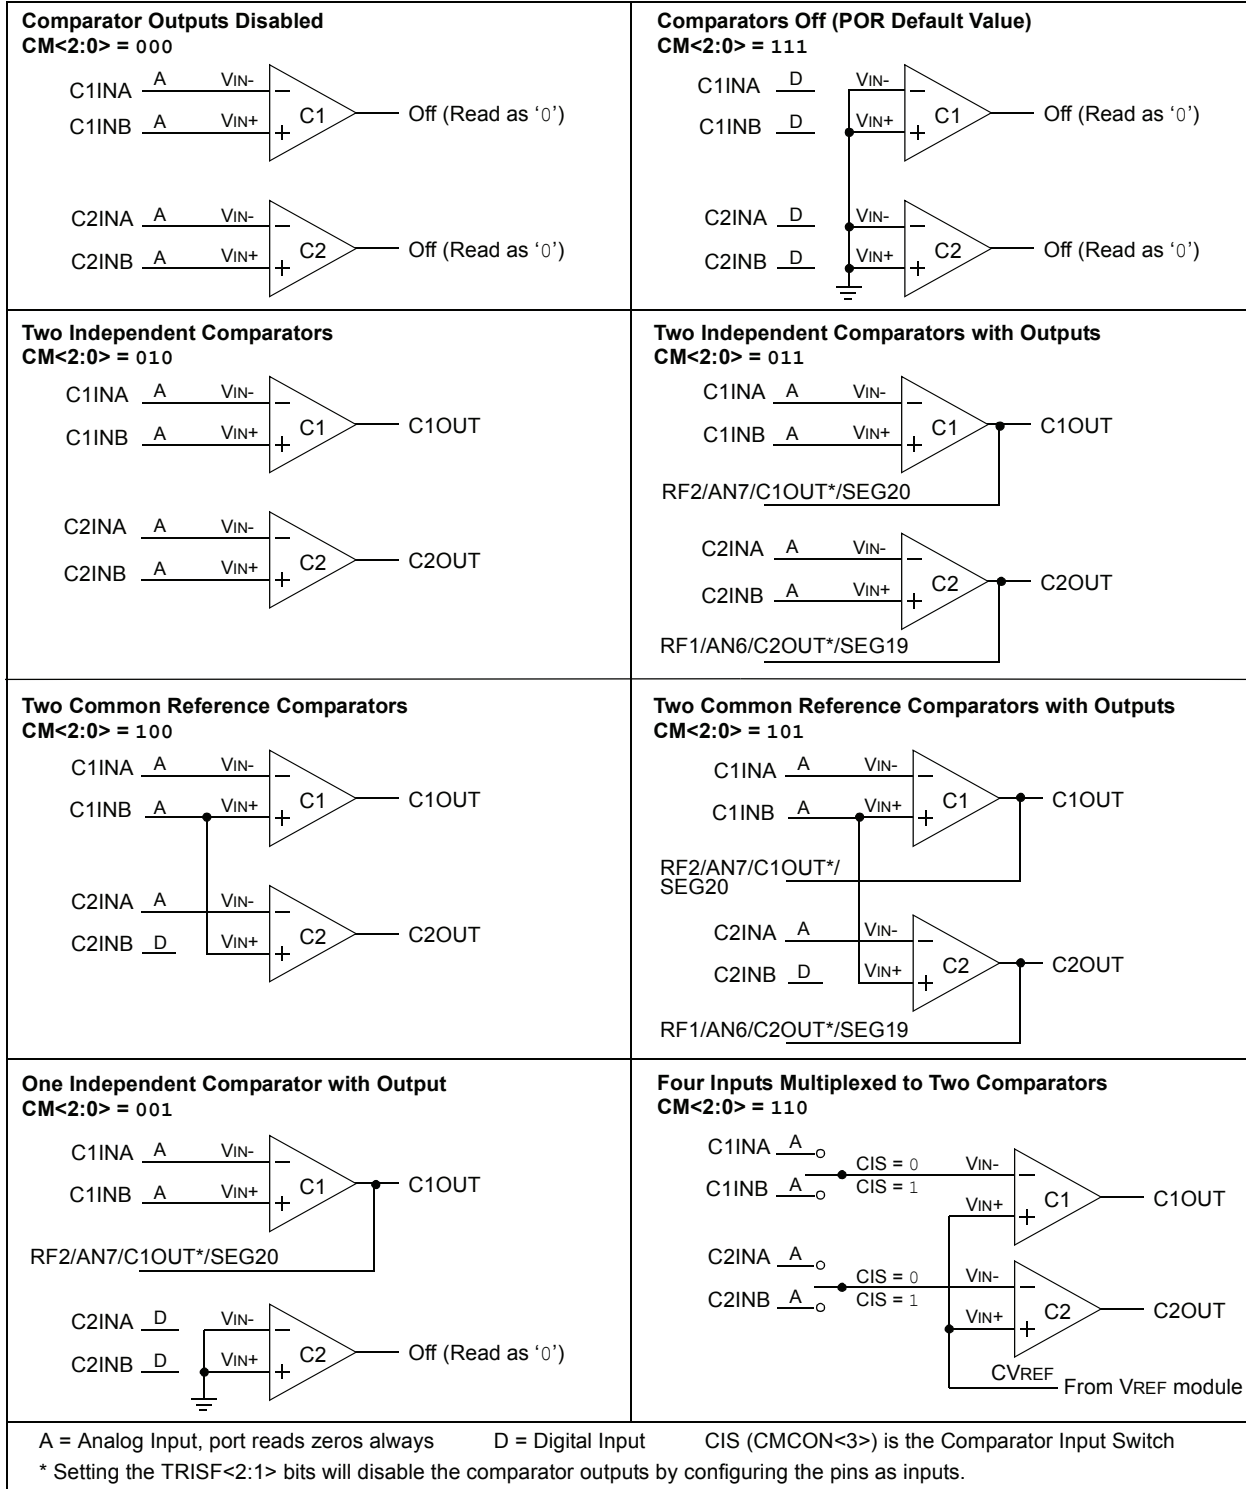 Comparator Outputs Disabled
CM<2:0> = 000
C1INA A VIN-
C1INB A VIN+
C1
Off (Read as ‘0’)
C2INA A VIN-
C2INB A VIN+
C2
Off (Read as ‘0’)
Comparators Off (POR Default Value)
CM<2:0> = 111
C1INA D VIN-
C1INB D VIN+
C1
Off (Read as ‘0’)
C2INA D VIN-
C2INB D VIN+
C2
Off (Read as ‘0’)
Two Independent Comparators
CM<2:0> = 010
C1INA A VIN-
C1INB A VIN+
C1
C1OUT
C2INA A VIN-
C2INB A VIN+
C2
C2OUT
Two Independent Comparators with Outputs
CM<2:0> = 011
C1INA A VIN-
C1INB A VIN+
C1
C1OUT
RF2/AN7/C1OUT*/SEG20
C2INA A VIN-
C2INB A VIN+
C2
C2OUT
RF1/AN6/C2OUT*/SEG19
Two Common Reference Comparators
CM<2:0> = 100
C1INA A VIN-
C1INB A VIN+
C1
C1OUT
C2INA A VIN-
C2INB D VIN+
C2
C2OUT
Two Common Reference Comparators with Outputs
CM<2:0> = 101
C1INA A VIN-
C1INB A VIN+
C1
C1OUT
RF2/AN7/C1OUT*/
SEG20
C2INA A VIN-
C2INB D VIN+
C2
C2OUT
RF1/AN6/C2OUT*/SEG19
One Independent Comparator with Output
CM<2:0> = 001
C1INA A VIN-
C1INB A VIN+
C1
C1OUT
RF2/AN7/C1OUT*/SEG20
C2INA D VIN-
C2INB D VIN+
C2
Off (Read as ‘0’)
Four Inputs Multiplexed to Two Comparators
CM<2:0> = 110
C1INA A
CIS = 0 VIN-
C1INB A CIS = 1
VIN+
C1
C1OUT
C2INA A
CIS = 0 VIN-
C2INB A CIS = 1
VIN+
C2
C2OUT
CVREF
From VREF module
A = Analog Input, port reads zeros always D = Digital Input CIS (CMCON<3>) is the Comparator Input Switch
* Setting the TRISF<2:1> bits will disable the comparator outputs by configuring the pins as inputs.